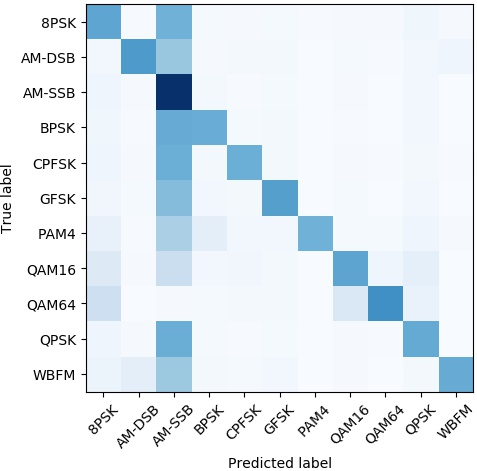 8PSK
AM-DSB
AM-SSB
BPSK
CPFSK
GFSK
PAM4
QAM16
QAM64
QPSK
WBFM
True label
8PSK
AM-DSB
AM-SSB
BPSK
CPFSK
GFSK
PAM4
QAM16
QAM64
QPSK
WBFM
Predicted label